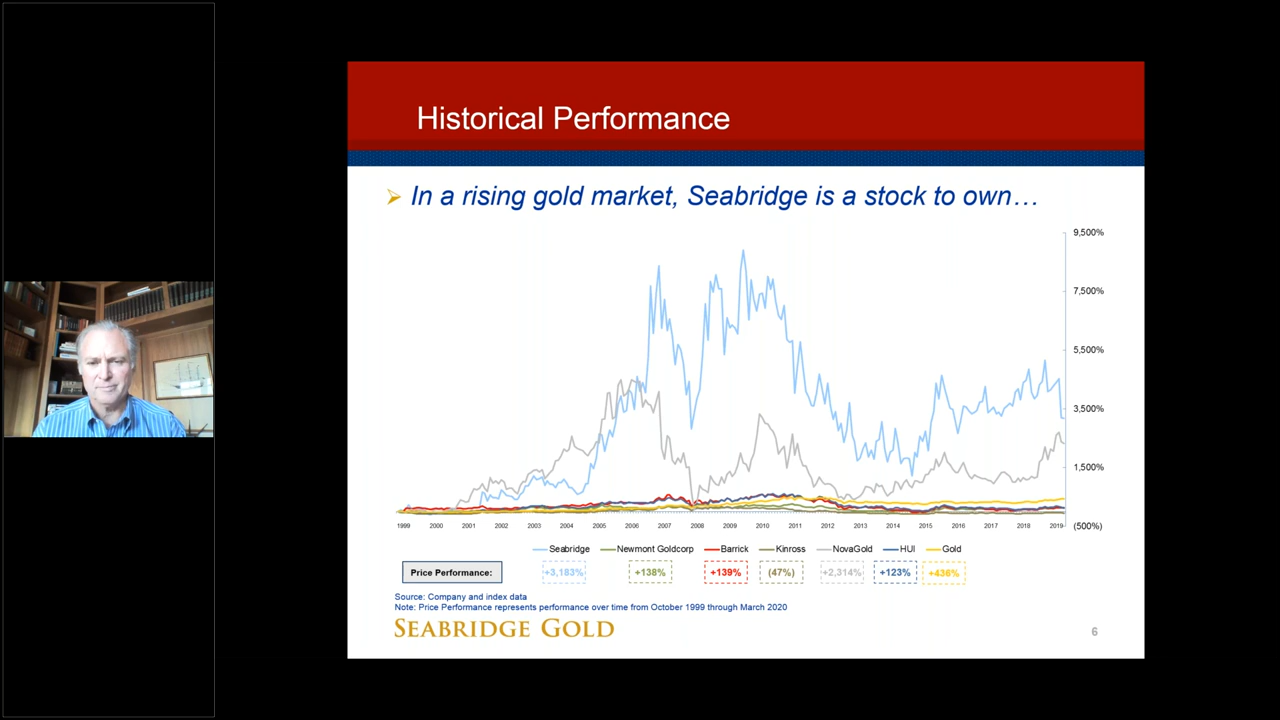 Historical Performance
In a rising gold market, Seabridge is a stock to own…
9,500%
7,500%
5,500%
3,500%
1,500%
(500%)
1999 2000 2001 2002 2003 2004 2005 2006 2007 2008 2009 2010 2011 2012 2013 2014 2015 2016 2017 2018 2019
Seabridge Newmont Goldcorp Barrick Kinross NovaGold HUI Gold
Price Performance: +3,183% +138% +139% (47%) +2,314% +123% +436%
Source: Company and index data
Note: Price Performance represents performance over time from October 1999 through March 2020
SEABRIDGE GOLD
6